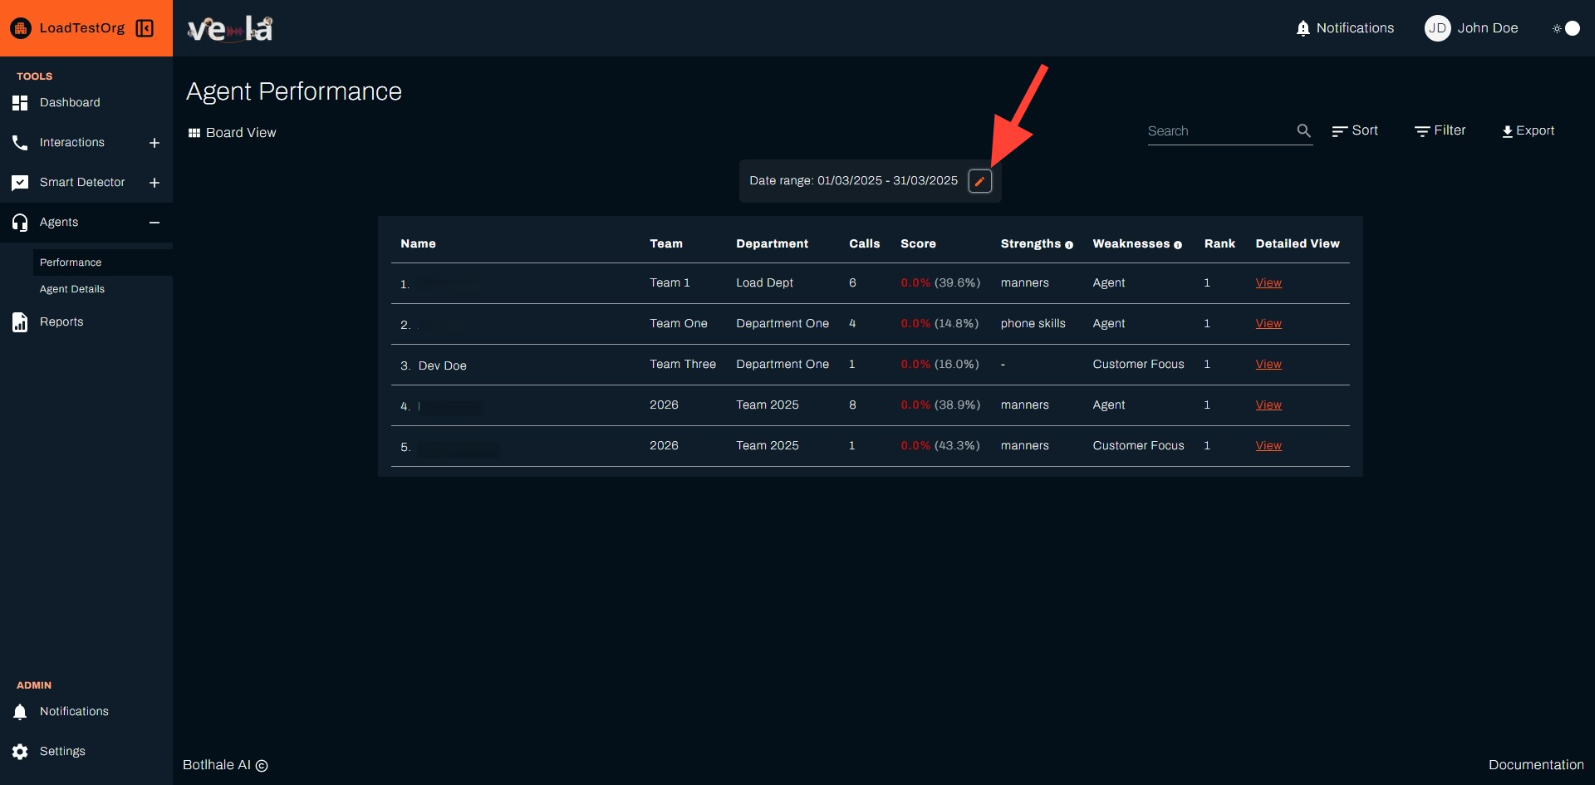 LoadTestOrg
vela
Notifications
JD John Doe
TOOLS
Dashboard
Interactions
Smart Detector
Agents
Performance
Agent Details
Reports
ADMIN
Notifications
Settings
Agent Performance
Board View
Search
Sort
Filter
Export
Date range: 01/03/2025 - 31/03/2025
Name Team Department Calls Score Strengths Weaknesses Rank Detailed View
1. Team 1 Load Dept 6 0.0% (39.6%) manners Agent 1 View
2. Team One Department One 4 0.0% (14.8%) phone skills Agent 1 View
3. Dev Doe Team Three Department One 1 0.0% (16.0%) - Customer Focus 1 View
4. 2026 Team 2025 8 0.0% (38.9%) manners Agent 1 View
5. 2026 Team 2025 1 0.0% (43.3%) manners Customer Focus 1 View
Botlhale AI ©
Documentation